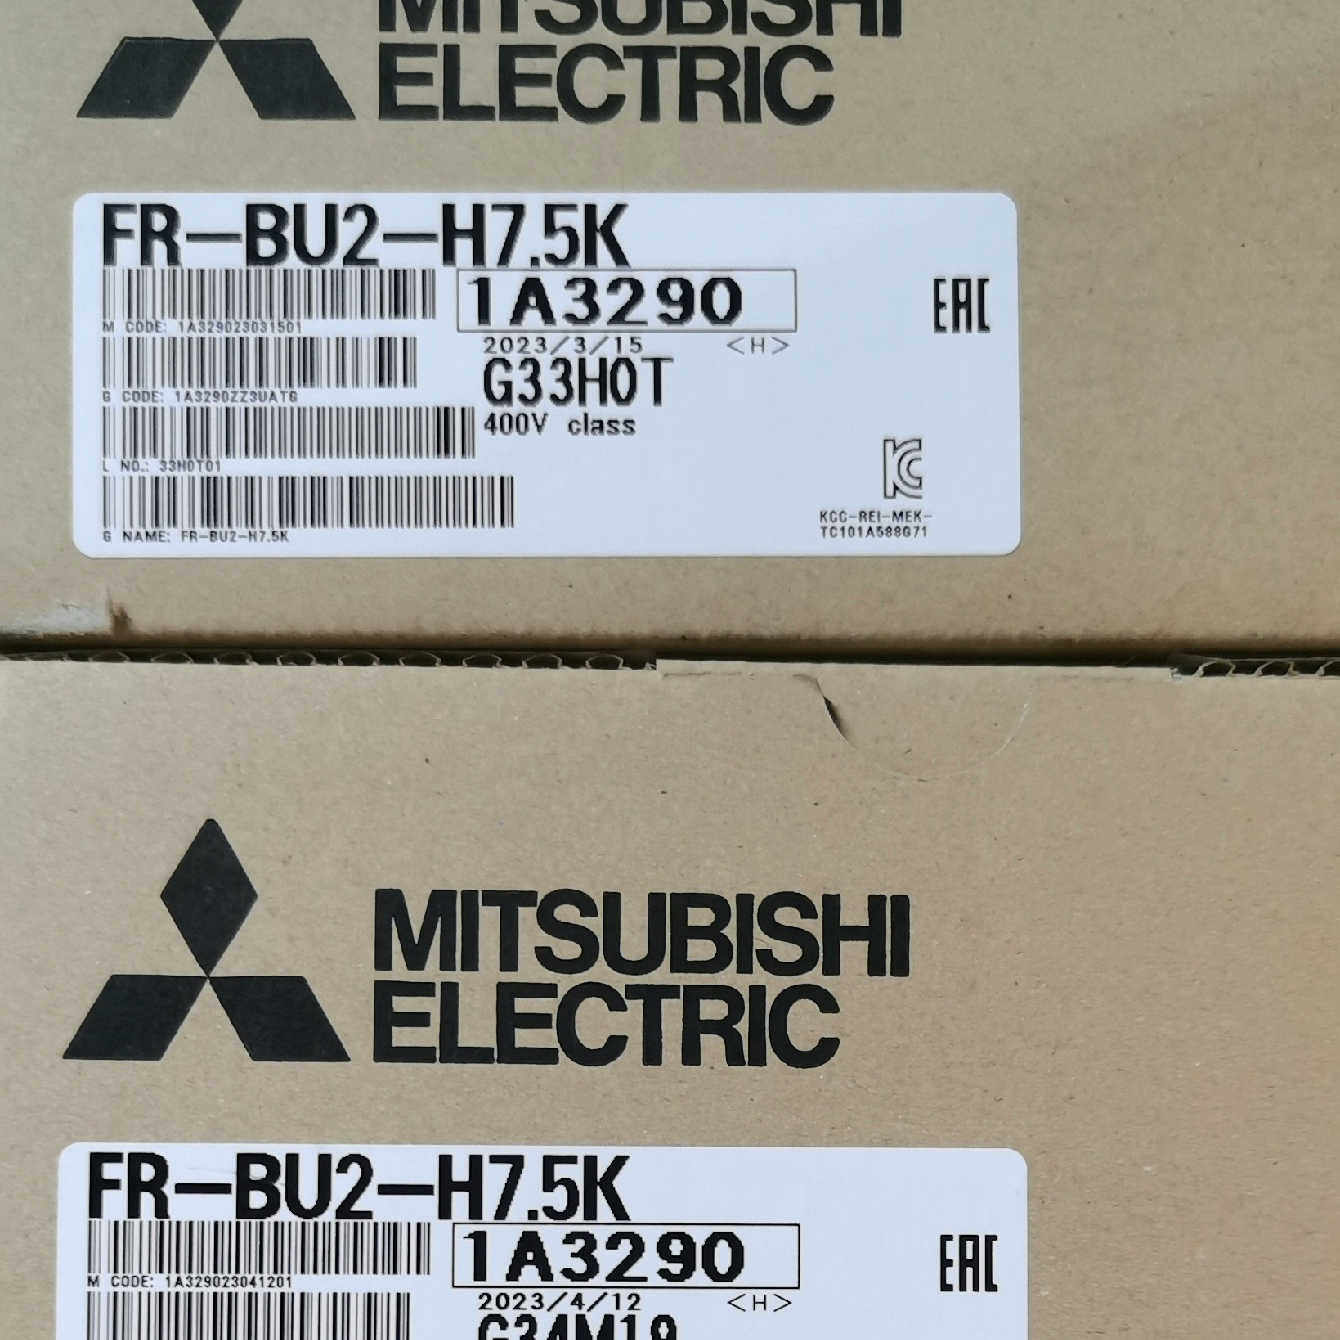 MITSUBISHI
ELECTRIC
FR-BU2-H7.5K
1A3290
M CODE: 1A329023031501
2023/3/15 <H>
G33H0T
G CODE: 1A3290ZZ3UATG
400V class
L NO.: 33H0T01
G NAME: FR-BU2-H7.5K
EAC
KC
KCC-REI-MEK-
TC101A588G71
MITSUBISHI
ELECTRIC
FR-BU2-H7.5K
1A3290
M CODE: 1A329023041201
2023/4/12 <H>
G34M19
EAC